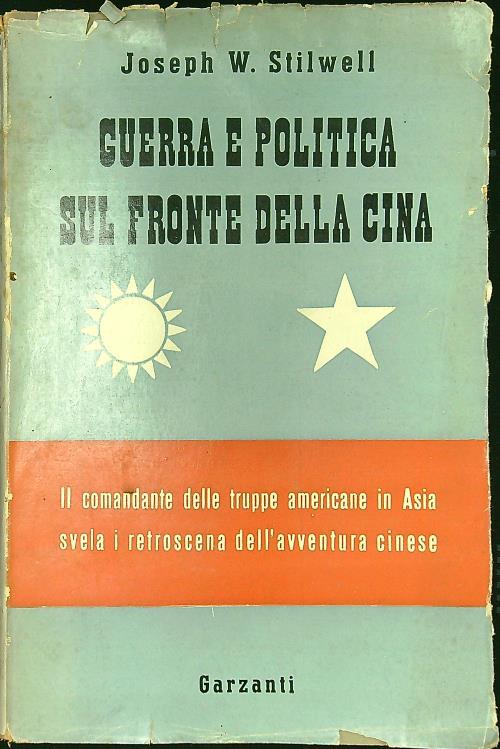 Joseph W. Stilwell
GUERRA E POLITICA
SUL FRONTE DELLA CINA
Il comandante delle truppe americane in Asia
svela i retroscena dell'avventura cinese
Garzanti